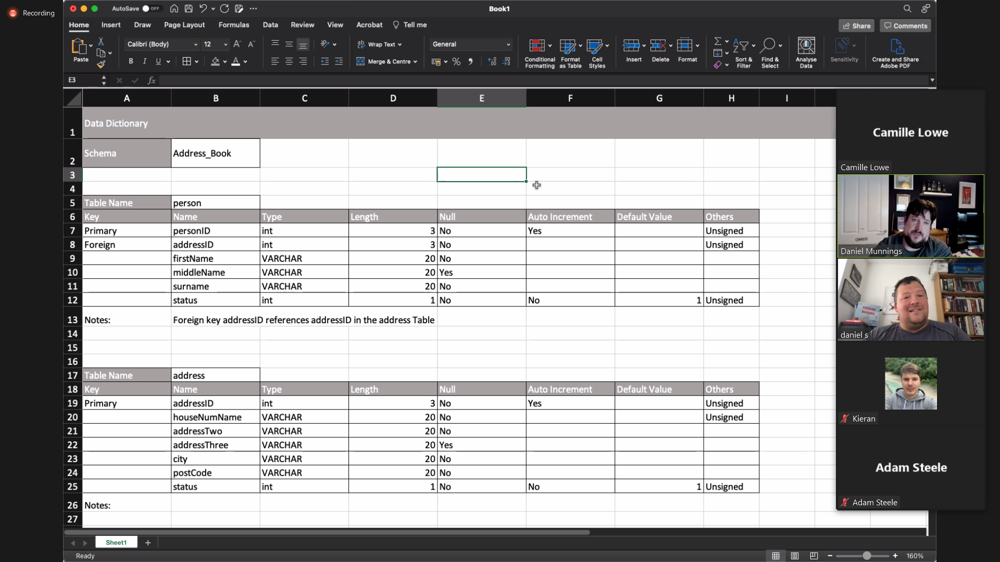 Recording
AutoSave OFF
Book1
Home Insert Draw Page Layout Formulas Data Review View Acrobat Tell me
Share Comments
Paste
Calibri (Body) 12
B I U
Wrap Text
Merge & Centre
General
Conditional Formatting
Format as Table
Cell Styles
Insert
Delete
Format
Sort & Filter
Find & Select
Analyse Data
Sensitivity
Create and Share Adobe PDF
E3 fx
A B C D E F G H I
1 Data Dictionary
2 Schema Address_Book
3
4
5 Table Name person
6 Key Name Type Length Null Auto Increment Default Value Others
7 Primary personID int 3 No Yes Unsigned
8 Foreign addressID int 3 No Unsigned
9 firstName VARCHAR 20 No
10 middleName VARCHAR 20 Yes
11 surname VARCHAR 20 No
12 status int 1 No No 1 Unsigned
13 Notes: Foreign key addressID references addressID in the address Table
14
15
16
17 Table Name address
18 Key Name Type Length Null Auto Increment Default Value Others
19 Primary addressID int 3 No Yes Unsigned
20 houseNumName VARCHAR 20 No Unsigned
21 addressTwo VARCHAR 20 No
22 addressThree VARCHAR 20 Yes
23 city VARCHAR 20 No
24 postCode VARCHAR 20 No
25 status int 1 No No 1 Unsigned
26 Notes:
27
Sheet1
Ready
160%
Camille Lowe
Camille Lowe
Daniel Munnings
daniel s
Kieran
Adam Steele
Adam Steele